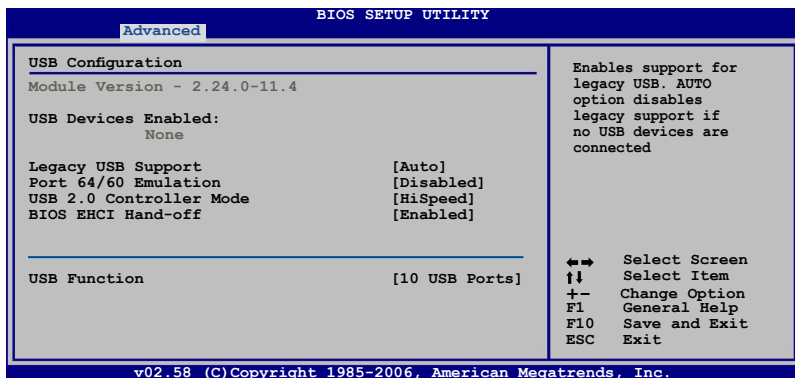 BIOS SETUP UTILITY
Advanced
USB Configuration
Module Version - 2.24.0-11.4
USB Devices Enabled:
None
Legacy USB Support [Auto]
Port 64/60 Emulation [Disabled]
USB 2.0 Controller Mode [HiSpeed]
BIOS EHCI Hand-off [Enabled]
USB Function [10 USB Ports]
Enables support for
legacy USB. AUTO
option disables
legacy support if
no USB devices are
connected
←→ Select Screen
↑↓ Select Item
+- Change Option
F1 General Help
F10 Save and Exit
ESC Exit
v02.58 (C)Copyright 1985-2006, American Megatrends, Inc.